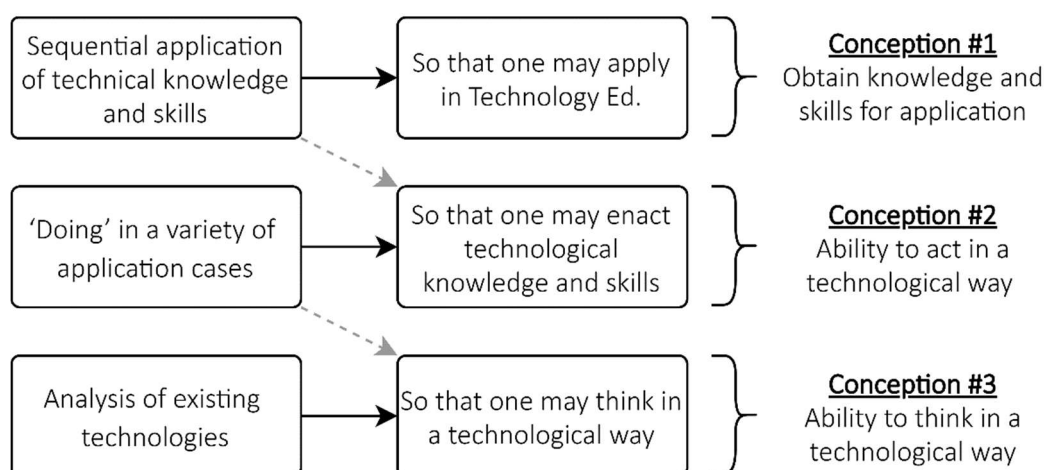 Sequential application
of technical knowledge
and skills
So that one may apply
in Technology Ed.
Conception #1
Obtain knowledge and
skills for application
‘Doing’ in a variety of
application cases
So that one may enact
technological
knowledge and skills
Conception #2
Ability to act in a
technological way
Analysis of existing
technologies
So that one may think in
a technological way
Conception #3
Ability to think in a
technological way